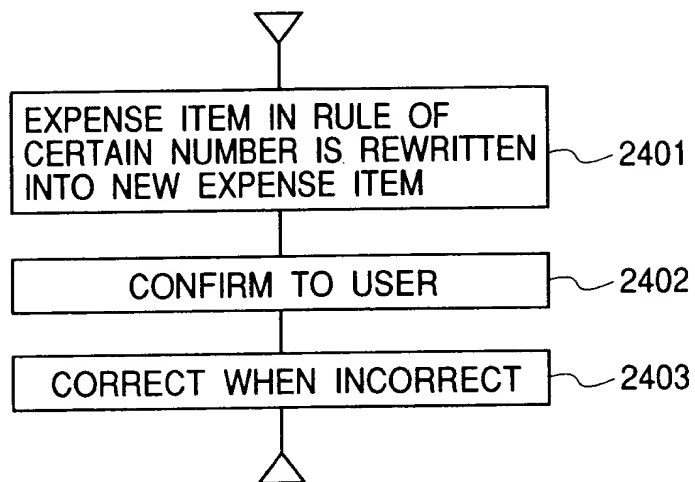 EXPENSE ITEM IN RULE OF
CERTAIN NUMBER IS REWRITTEN
INTO NEW EXPENSE ITEM
2401
CONFIRM TO USER
2402
CORRECT WHEN INCORRECT
2403